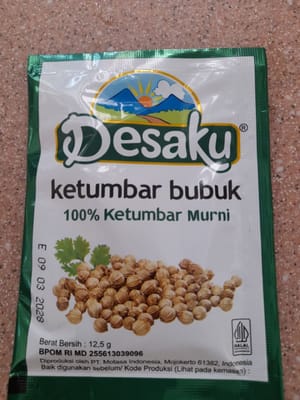 Desaku®
ketumbar bubuk
100% Ketumbar Murni
E 09 03 2028
Berat Bersih : 12,5 g
BPOM RI MD 255613039096
Diproduksi oleh PT. Motasa Indonesia, Mojokerto 61382, Indonesia
Baik digunakan sebelum/ Kode Produksi (Lihat pada kemasan) :
HALAL